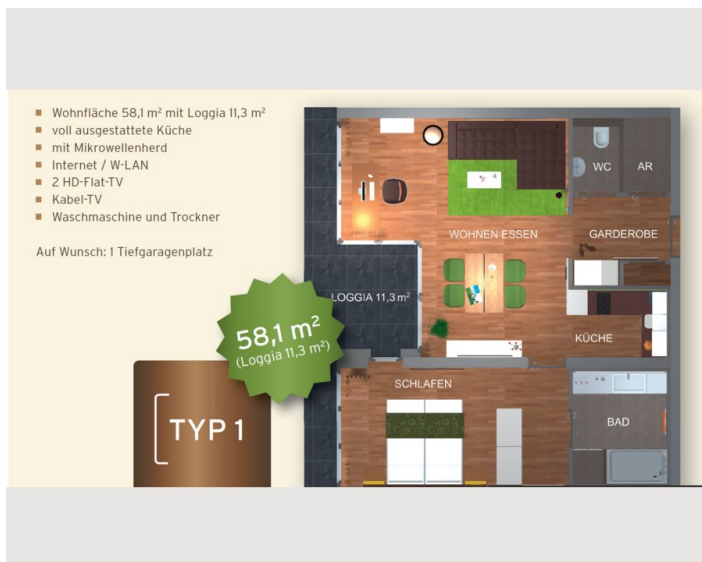 Wohnfläche 58,1 m² mit Loggia 11,3 m²
voll ausgestattete Küche
mit Mikrowellenherd
Internet / W-LAN
2 HD-Flat-TV
Kabel-TV
Waschmaschine und Trockner
Auf Wunsch: 1 Tiefgaragenplatz
58,1 m²
(Loggia 11,3 m²)
TYP 1
WC
AR
WOHNEN ESSEN
GARDEROBE
LOGGIA 11,3 m²
KÜCHE
SCHLAFEN
BAD